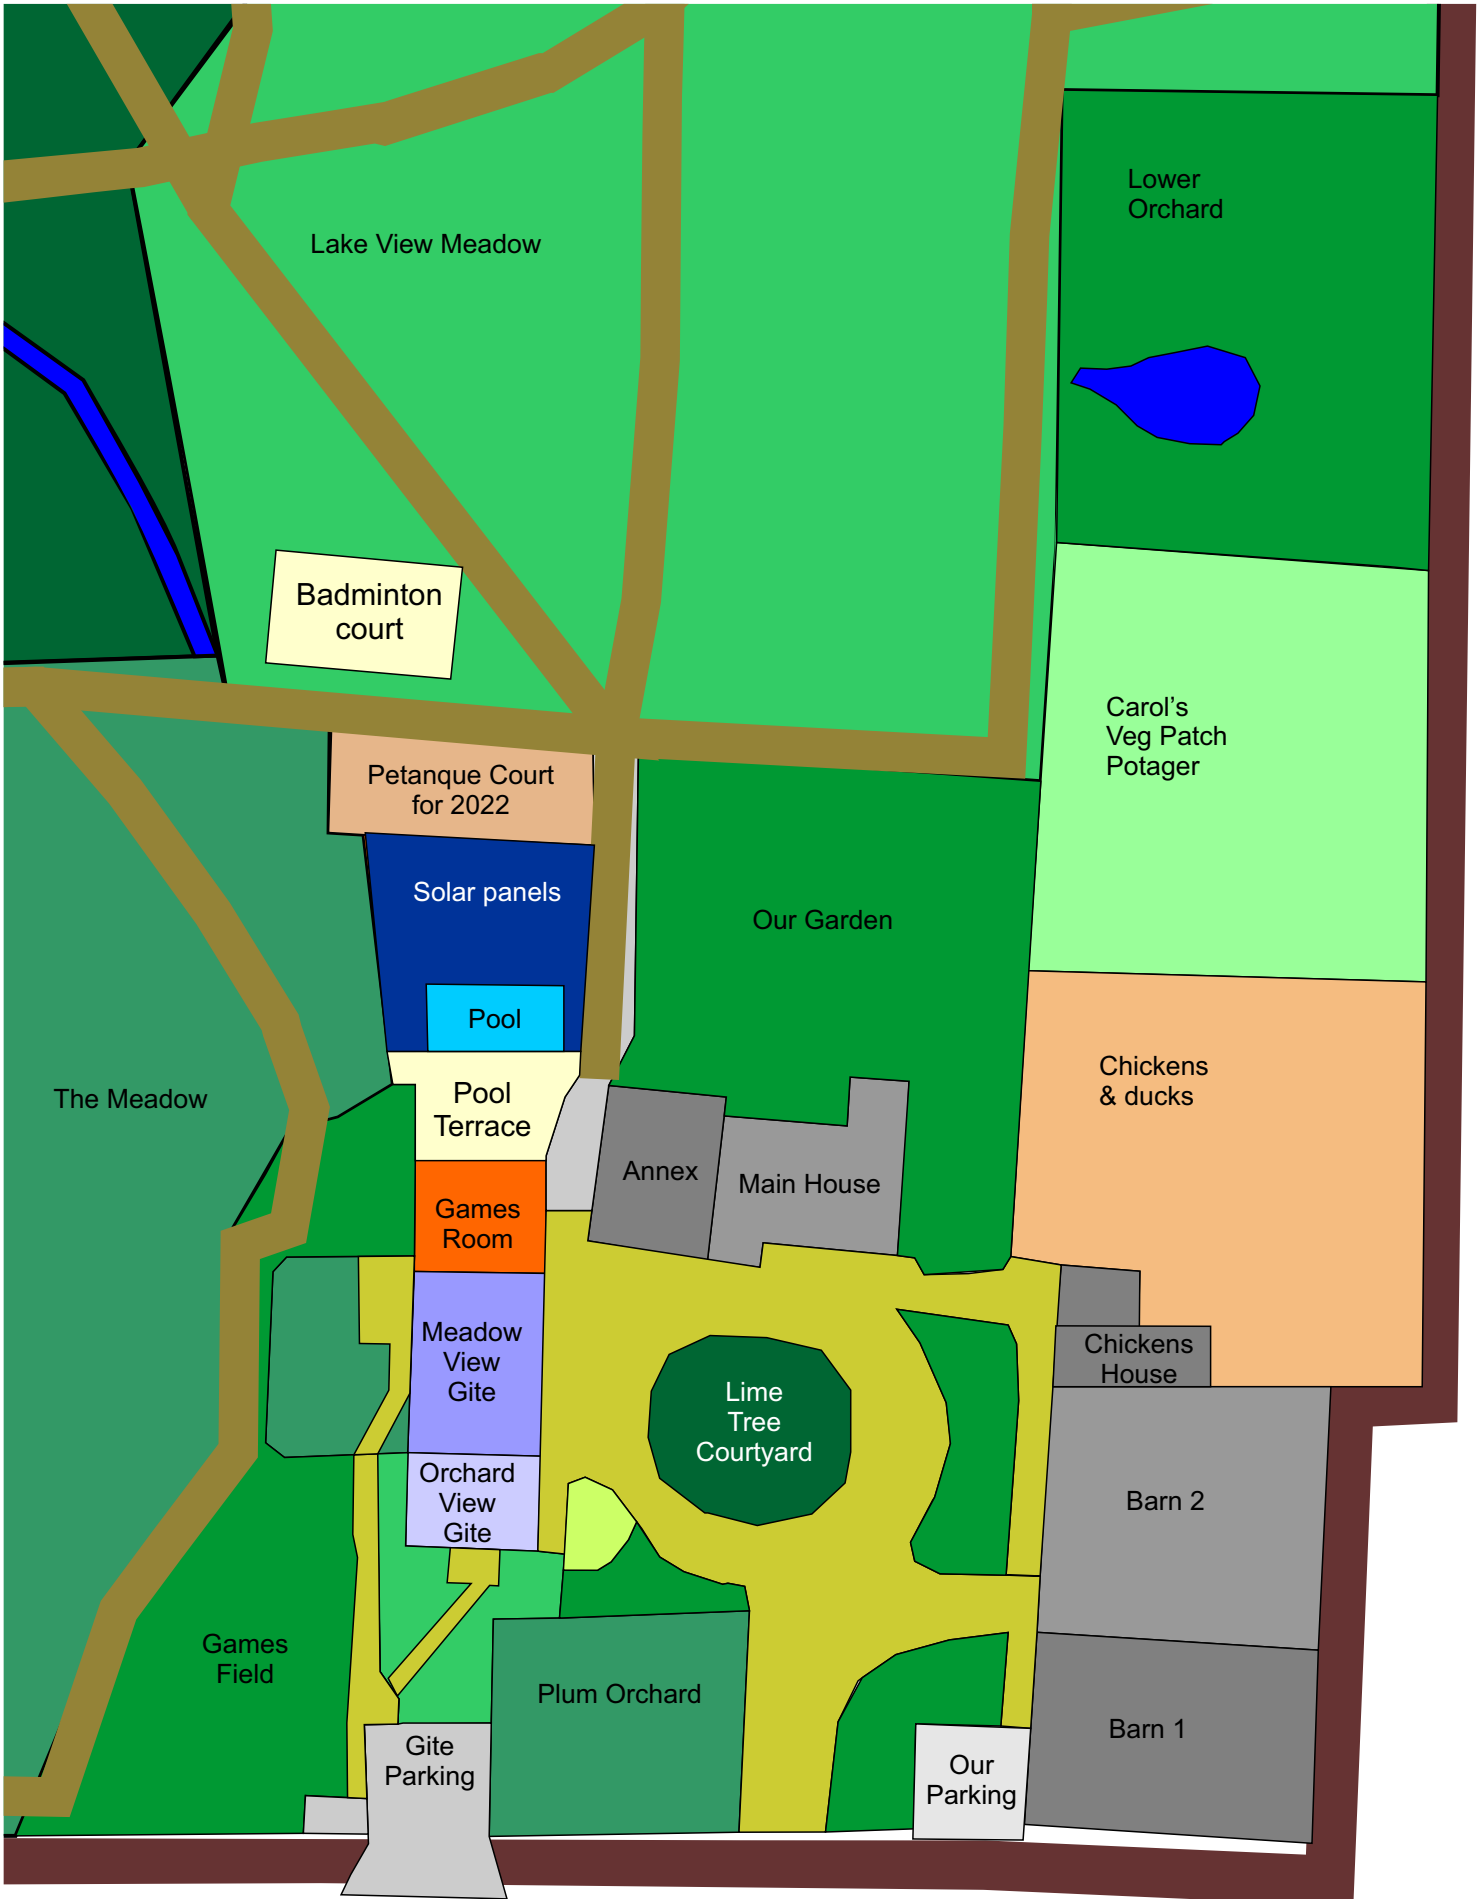 Lower
Orchard
Lake View Meadow
Badminton
court
Carol’s
Veg Patch
Potager
Petanque Court
for 2022
Solar panels
Our Garden
Pool
Chickens
& ducks
The Meadow
Pool
Terrace
Annex
Main House
Games
Room
Meadow
View
Gite
Chickens
House
Lime
Tree
Courtyard
Orchard
View
Gite
Barn 2
Games
Field
Plum Orchard
Barn 1
Gite
Parking
Our
Parking